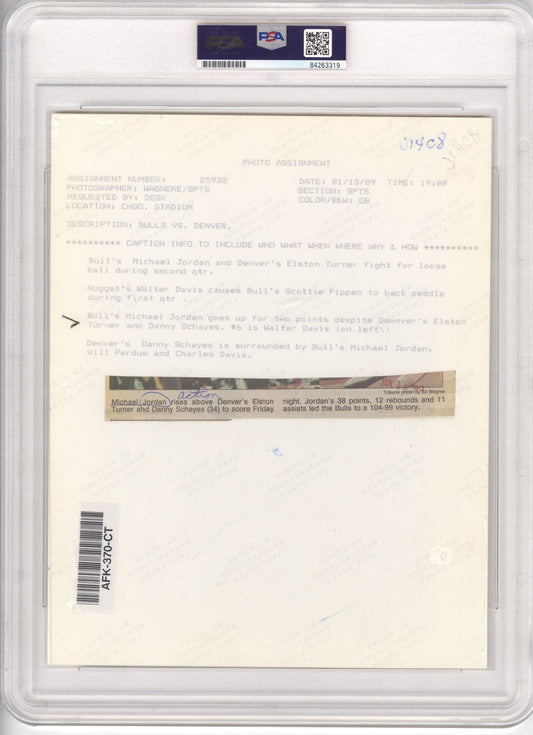 PSA
PSA
84263319
J14C8
J14C8
PHOTO ASSIGNMENT
ASSIGNMENT NUMBER: 25932
DATE: 01/13/89 TIME: 19:00
PHOTOGRAPHER: WAGNERE/SPTS
SECTION: SPTS
REQUESTED BY: DESK
COLOR/B&W: CB
LOCATION: CHGO. STADIUM
DESCRIPTION: BULLS VS. DENVER.
********** CAPTION INFO TO INCLUDE WHO WHAT WHEN WHERE WHY & HOW **********
Bull's Michael Jordan and Denver's Elston Turner fight for loose
ball during second qtr.
Nugget's Walter Davis causes Bull's Scottie Pippen to back peddle
during first qtr .
Bull's Michael Jordan goes up for two points despite Dewnver's Elston
Turner and Danny Schayes. #6 is Walter Davis (on left\)
Denver's Danny Schayes is surrounded by Bull's Michael Jordan,
Will Perdue and Charles Davis.
Tribune photo by Ed Wagner
action
Michael Jordan rises above Denver's Elston
Turner and Danny Schayes (34) to score Friday
night. Jordan's 38 points, 12 rebounds and 11
assists led the Bulls to a 104-99 victory.
AFK-370-CT